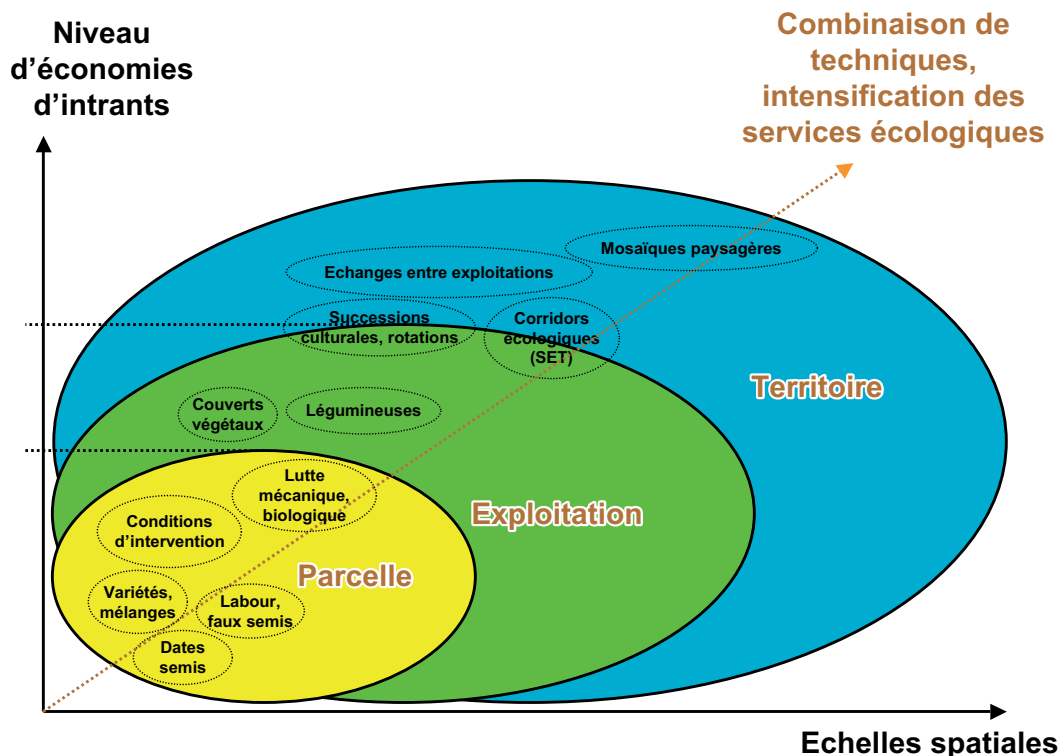 Niveau
d'économies
d'intrants
Combinaison de
techniques,
intensification des
services écologiques
Mosaïques paysagères
Echanges entre exploitations
Successions
culturales, rotations
Corridors
écologiques
(SET)
Territoire
Couverts
végétaux
Légumineuses
Lutte
mécanique,
biologique
Exploitation
Conditions
d'intervention
Parcelle
Variétés,
mélanges
Labour,
faux semis
Dates
semis
Echelles spatiales